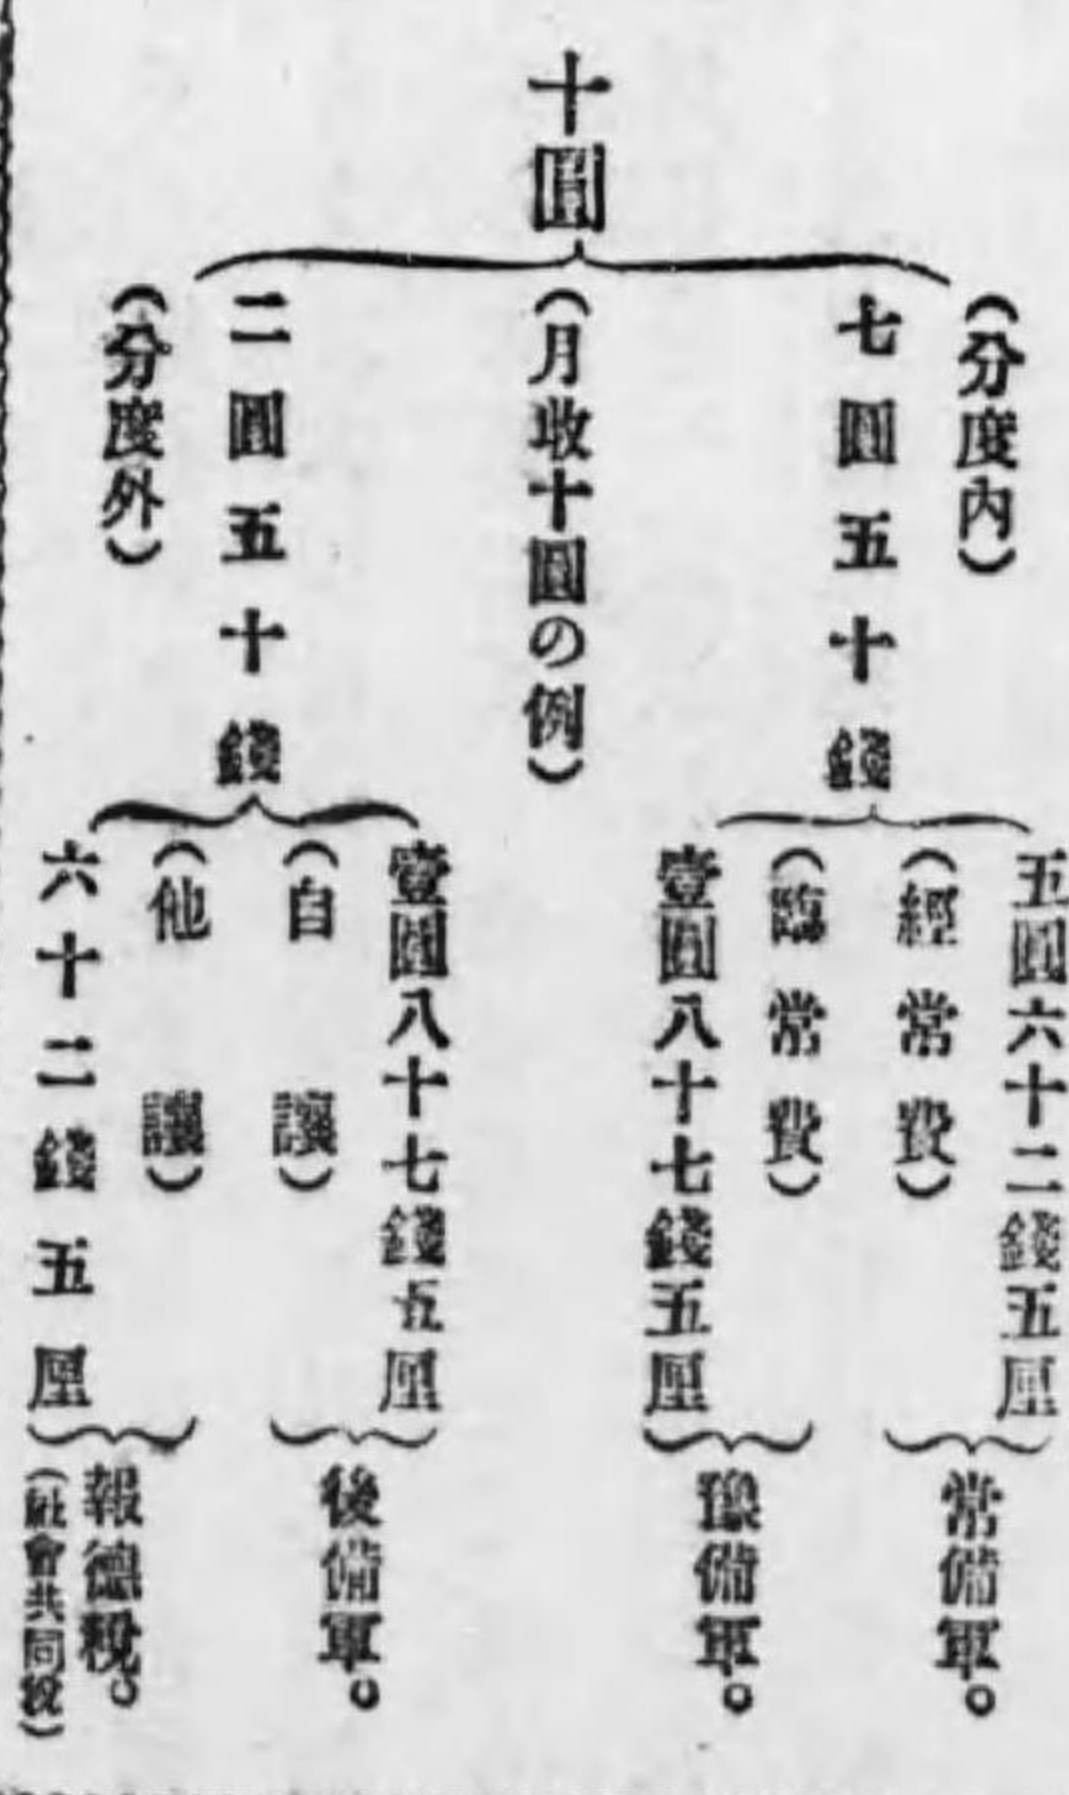 十圓
（分度內）
七圓五十錢
（月收十圓の例）
二圓五十錢
（分度外）
五圓六十二錢五厘
（經常費）
（臨常費）
壹圓八十七錢五厘
壹圓八十七錢五厘
（自讓）
（他讓）
六十二錢五厘
常備軍。
豫備軍。
後備軍。
報德稅。
（社會共同稅）